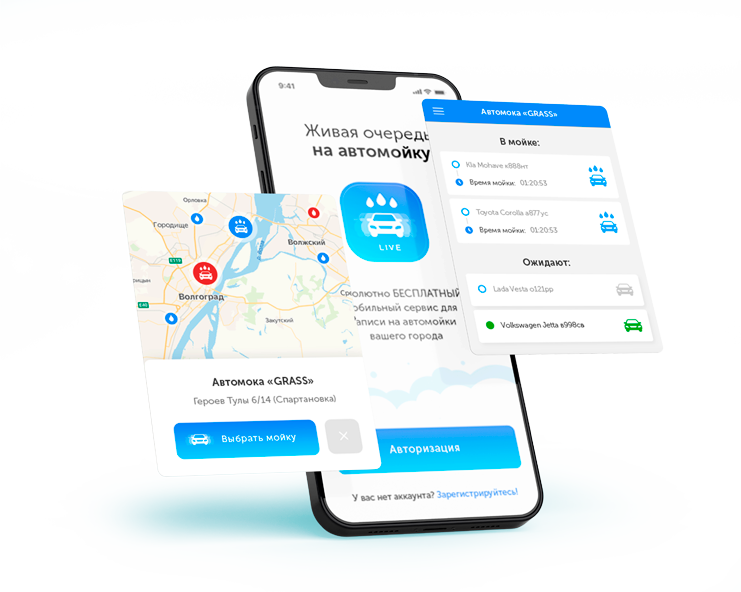 9:41
Живая очередь
на автомойку
LIVE
БЕСПЛАТНЫЙ
сервис для
записи на автомойки
вашего города
Авторизация
У вас нет аккаунта? Зарегистрируйтесь!
Орловка
Городище
Волжский
E 119
Волгоград
E 40
Закутский
Автомока «GRASS»
Героев Тулы 6/14 (Спартановка)
Выбрать мойку
Автомока «GRASS»
В мойке:
Kia Mohave к888нт
Время мойки: 01:20:53
Toyota Corolla а877ус
Время мойки: 01:20:53
Ожидают:
Lada Vesta о121рр
Volkswagen Jetta в998св